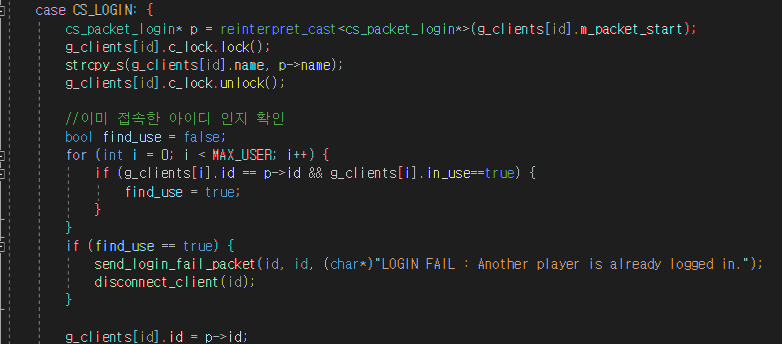 case CS_LOGIN: {
cs_packet_login* p = reinterpret_cast<cs_packet_login*>(g_clients[id].m_packet_start);
g_clients[id].c_lock.lock();
strcpy_s(g_clients[id].name, p->name);
g_clients[id].c_lock.unlock();
//이미 접속한 아이디 인지 확인
bool find_use = false;
for (int i = 0; i < MAX_USER; i++) {
if (g_clients[i].id == p->id && g_clients[i].in_use==true) {
find_use = true;
}
}
if (find_use == true) {
send_login_fail_packet(id, id, (char*)"LOGIN FAIL : Another player is already logged in.");
disconnect_client(id);
}
g_clients[id].id = p->id;